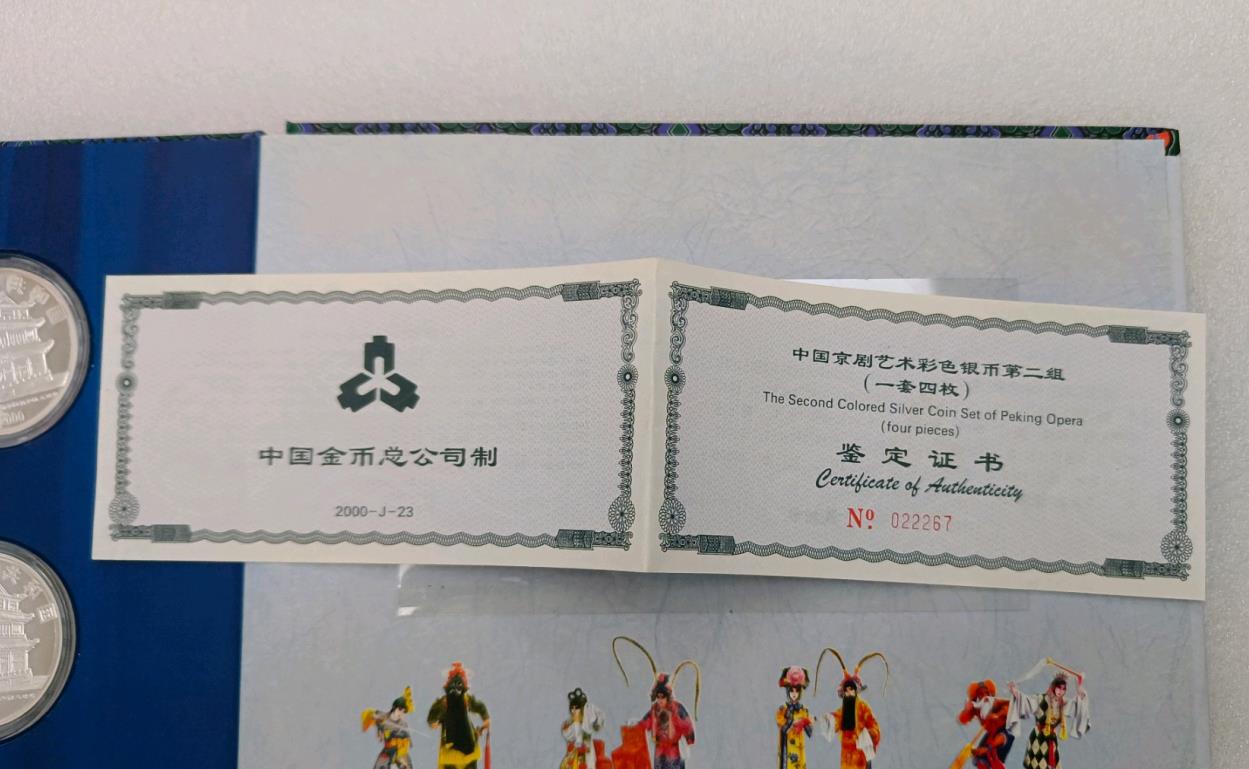 中国金币总公司制
2000-J-23
中国京剧艺术彩色银币第二组
(一套四枚)
The Second Colored Silver Coin Set of Peking Opera
(four pieces)
鉴定证书
Certificate of Authenticity
Nº. 022267
2000